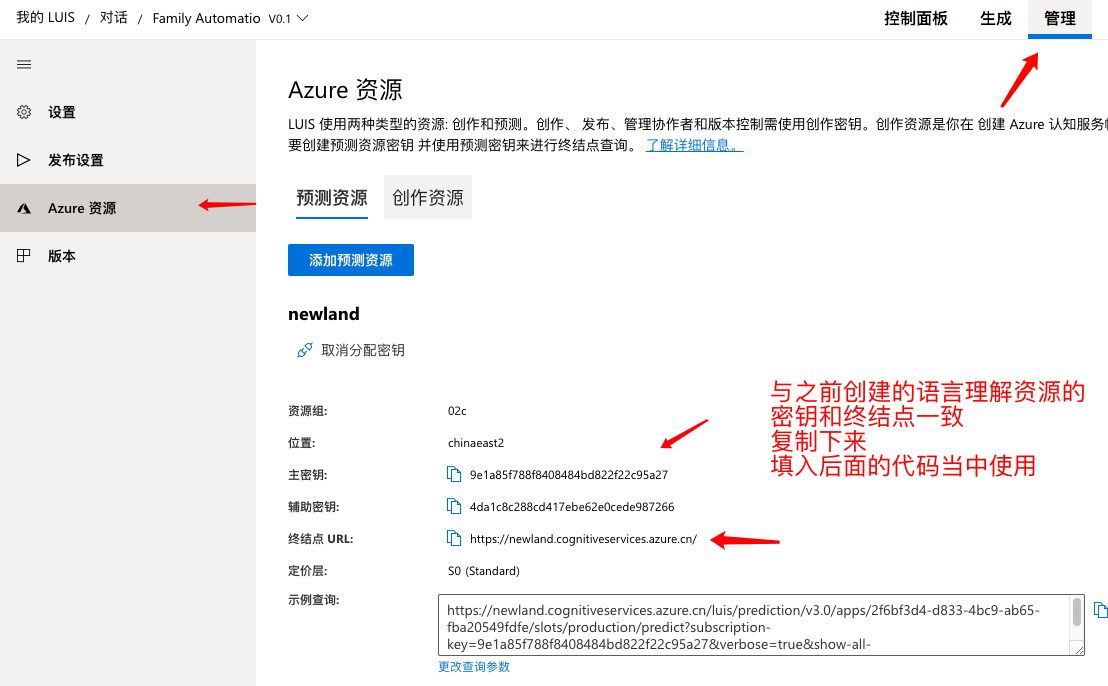 我的 LUIS / 对话 / Family Automatio V0.1
控制面板 生成 管理
设置
发布设置
Azure 资源
版本
Azure 资源
LUIS 使用两种类型的资源: 创作和预测。创作、 发布、管理协作者和版本控制需使用创作密钥。创作资源是你在 创建 Azure 认知服务帐
要创建预测资源密钥 并使用预测密钥来进行终结点查询。 了解详细信息。
预测资源 创作资源
添加预测资源
newland
取消分配密钥
资源组: 02c
位置: chinaeast2
主密钥: 9e1a85f788f8408484bd822f22c95a27
辅助密钥: 4da1c8c288cd417ebe62e0cede987266
终结点 URL: https://newland.cognitiveservices.azure.cn/
定价层: S0 (Standard)
示例查询:
https://newland.cognitiveservices.azure.cn/luis/prediction/v3.0/apps/2f6bf3d4-d833-4bc9-ab65-
fba20549fdfe/slots/production/predict?subscription-
key=9e1a85f788f8408484bd822f22c95a27&verbose=true&show-all-
更改查询参数
与之前创建的语言理解资源的
密钥和终结点一致
复制下来
填入后面的代码当中使用